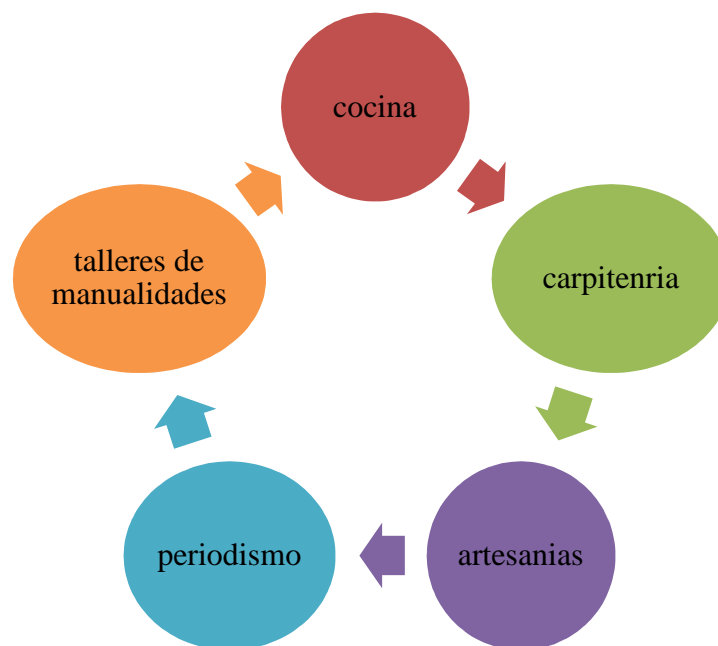 cocina
carpitenria
artesanias
periodismo
talleres de
manualidades